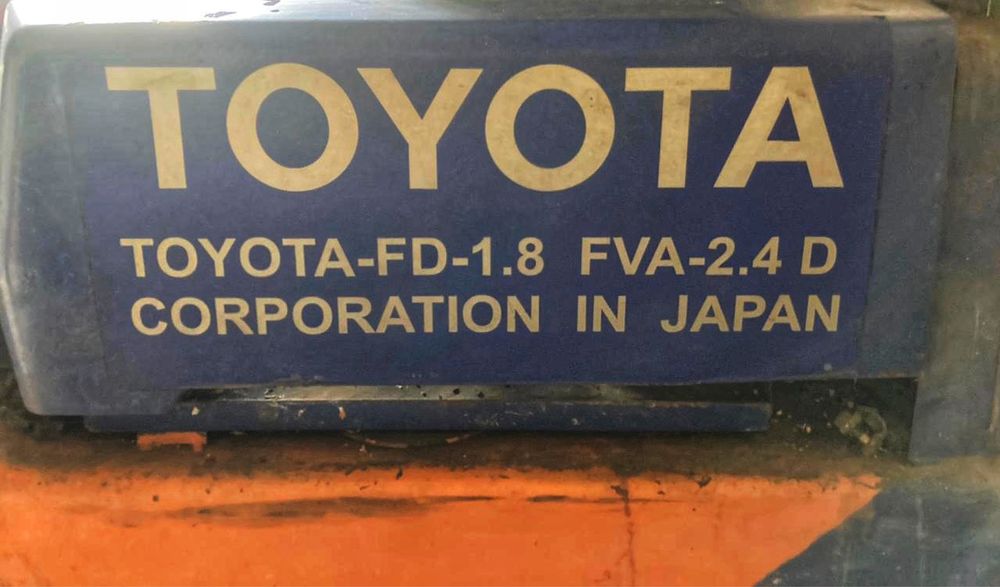 TOYOTA
TOYOTA-FD-1.8 FVA-2.4 D
CORPORATION IN JAPAN